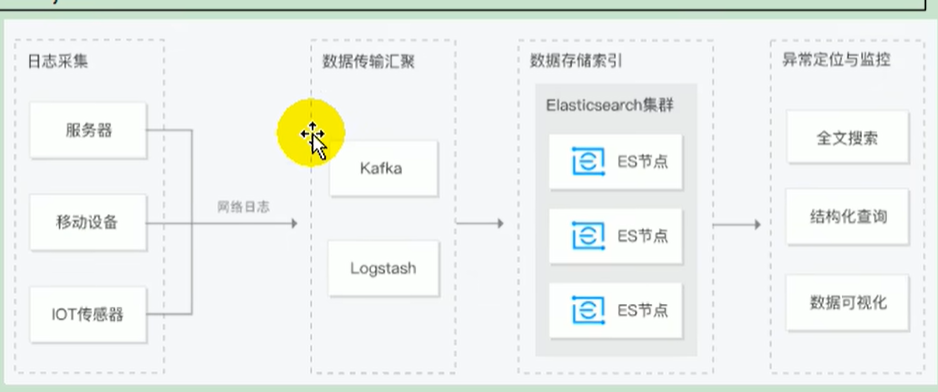 日志采集
服务器
移动设备
IOT传感器
网络日志
数据传输汇聚
Kafka
Logstash
数据存储索引
Elasticsearch集群
ES节点
ES节点
ES节点
异常定位与监控
全文搜索
结构化查询
数据可视化